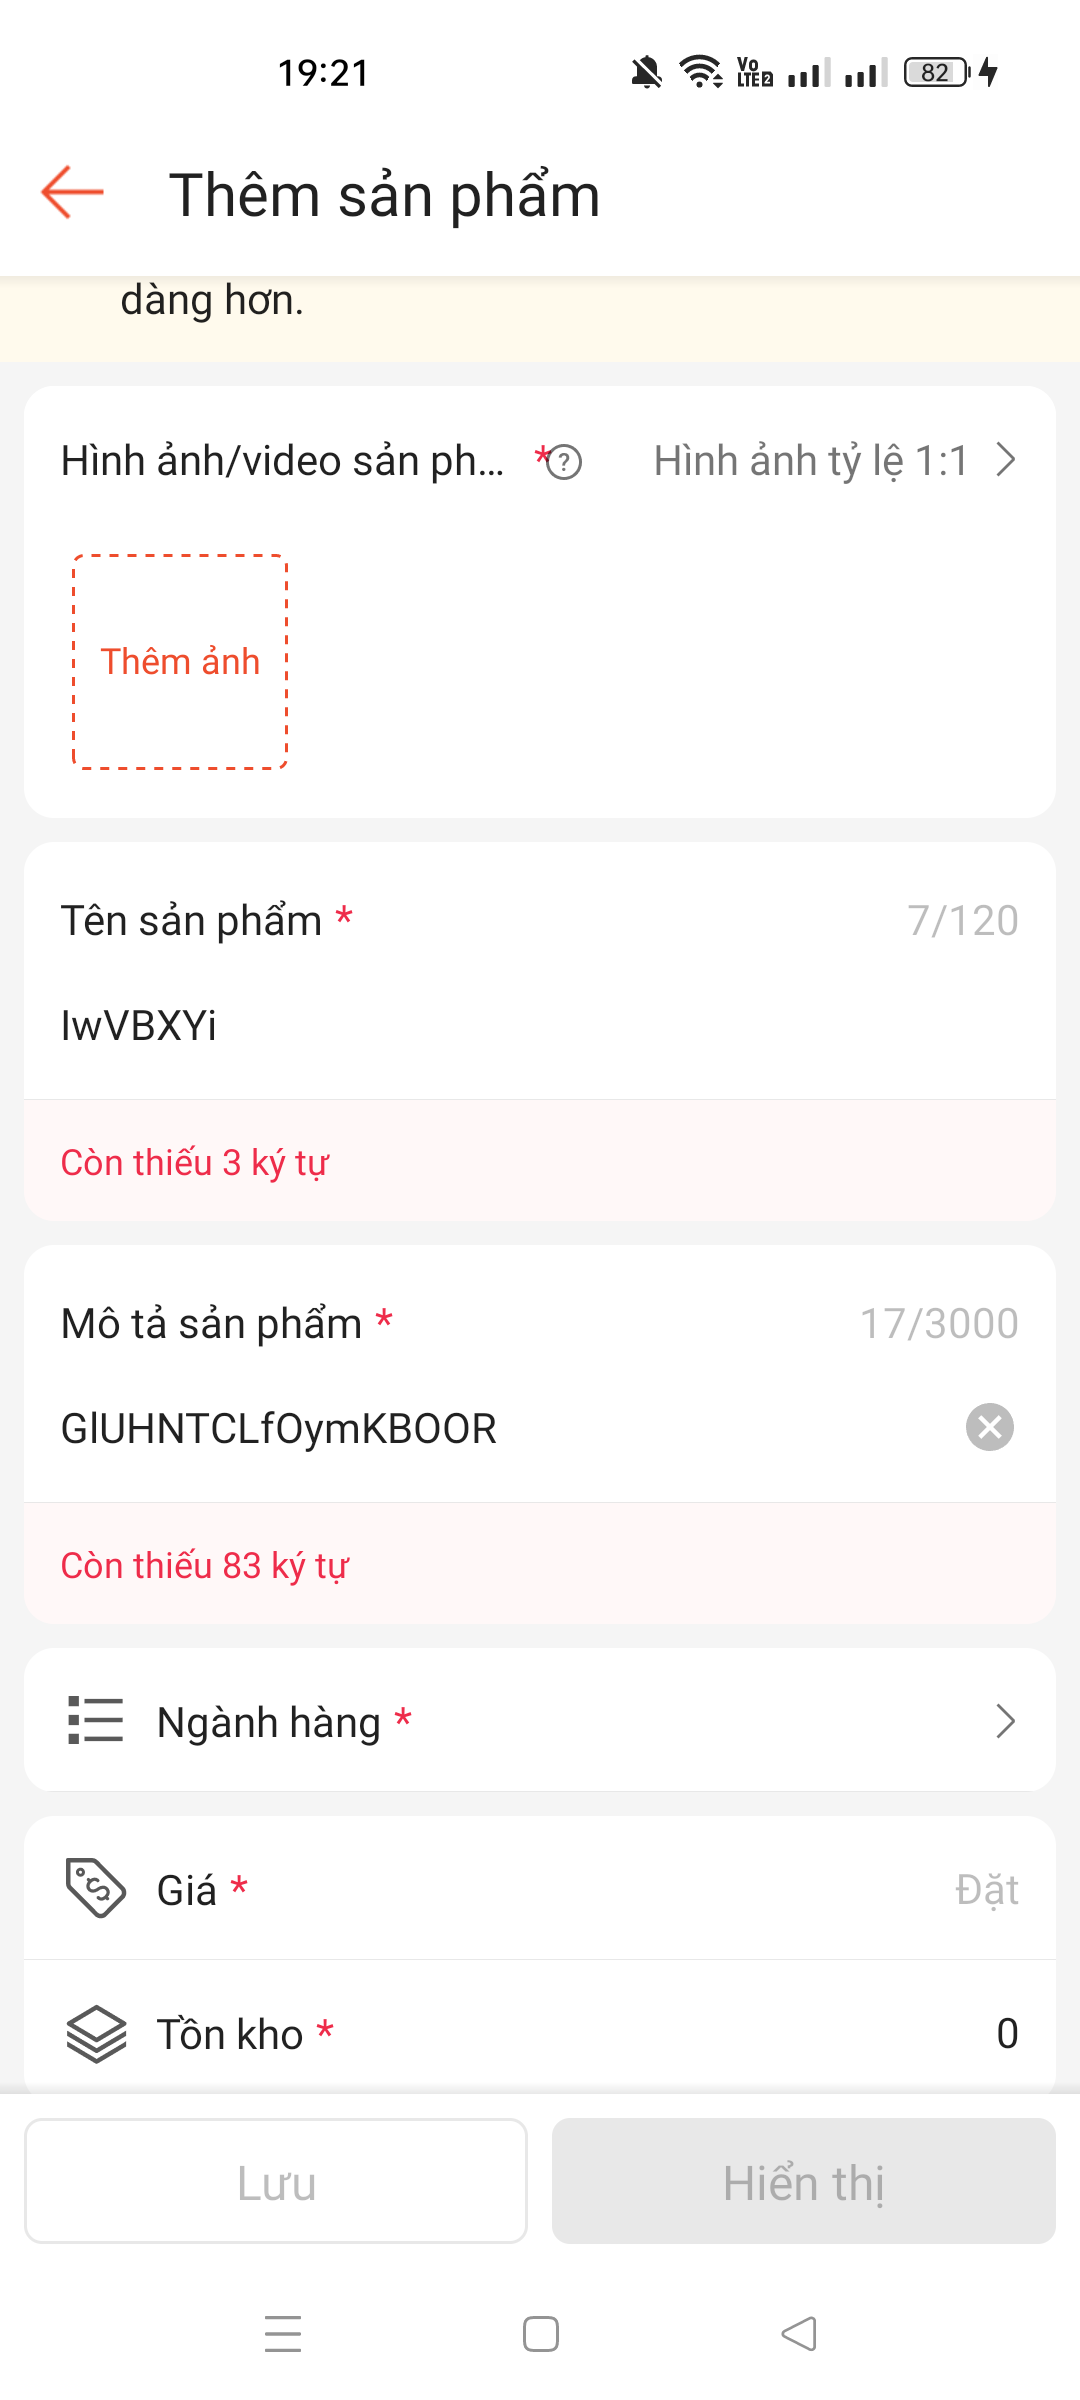 19:21
Vo
LTE 2
82
Thêm sản phẩm
dàng hơn.
Hình ảnh/video sản ph... *
Hình ảnh tỷ lệ 1:1
Thêm ảnh
Tên sản phẩm *
7/120
IwVBXYi
Còn thiếu 3 ký tự
Mô tả sản phẩm *
17/3000
GlUHNTCLfOymKBOOR
Còn thiếu 83 ký tự
Ngành hàng *
Giá *
Đặt
Tồn kho *
0
Lưu
Hiển thị